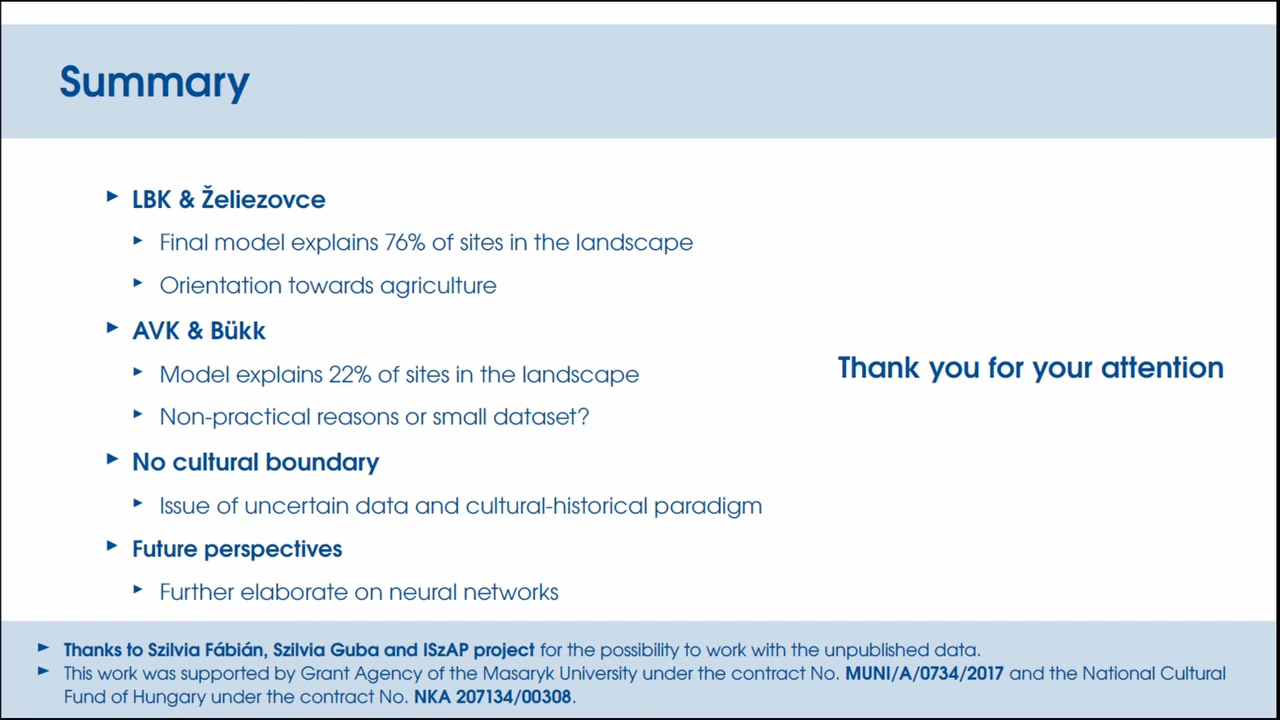 Summary
► LBK & Želiezovce
► Final model explains 76% of sites in the landscape
► Orientation towards agriculture
► AVK & Bükk
► Model explains 22% of sites in the landscape
► Non-practical reasons or small dataset?
► No cultural boundary
► Issue of uncertain data and cultural-historical paradigm
► Future perspectives
► Further elaborate on neural networks
Thank you for your attention
► Thanks to Szilvia Fábián, Szilvia Guba and ISzAP project for the possibility to work with the unpublished data.
► This work was supported by Grant Agency of the Masaryk University under the contract No. MUNI/A/0734/2017 and the National Cultural
Fund of Hungary under the contract No. NKA 207134/00308.